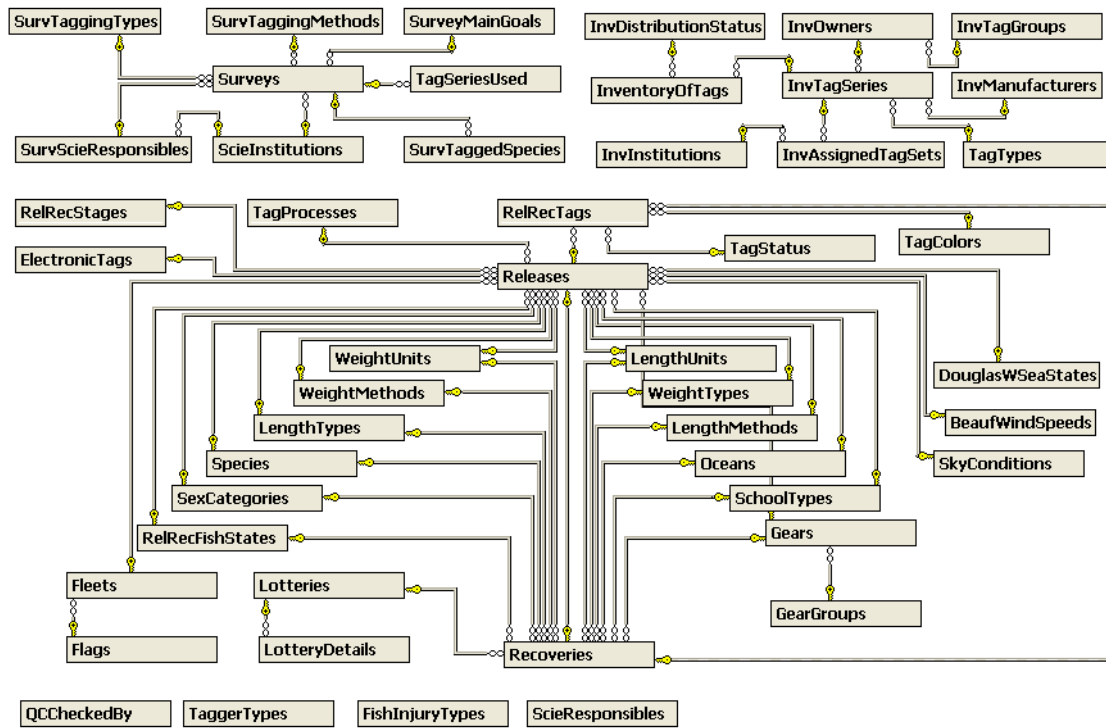 SurvTaggingTypes
SurvTaggingMethods
SurveyMainGoals
InvDistributionStatus
InvOwners
InvTagGroups
Surveys
TagSeriesUsed
InventoryOfTags
InvTagSeries
InvManufacturers
SurvScieResponsibles
ScieInstitutions
SurvTaggedSpecies
InvInstitutions
InvAssignedTagSets
TagTypes
RelRecStages
TagProcesses
RelRecTags
TagColors
TagStatus
ElectronicTags
Releases
WeightUnits
LengthUnits
DouglasWSeaStates
WeightMethods
WeightTypes
BeaufWindSpeeds
LengthTypes
LengthMethods
Species
Oceans
SkyConditions
SexCategories
SchoolTypes
RelRecFishStates
Gears
Fleets
Lotteries
GearGroups
Flags
LotteryDetails
Recoveries
QCCheckedBy
TaggerTypes
FishInjuryTypes
ScieResponsibles